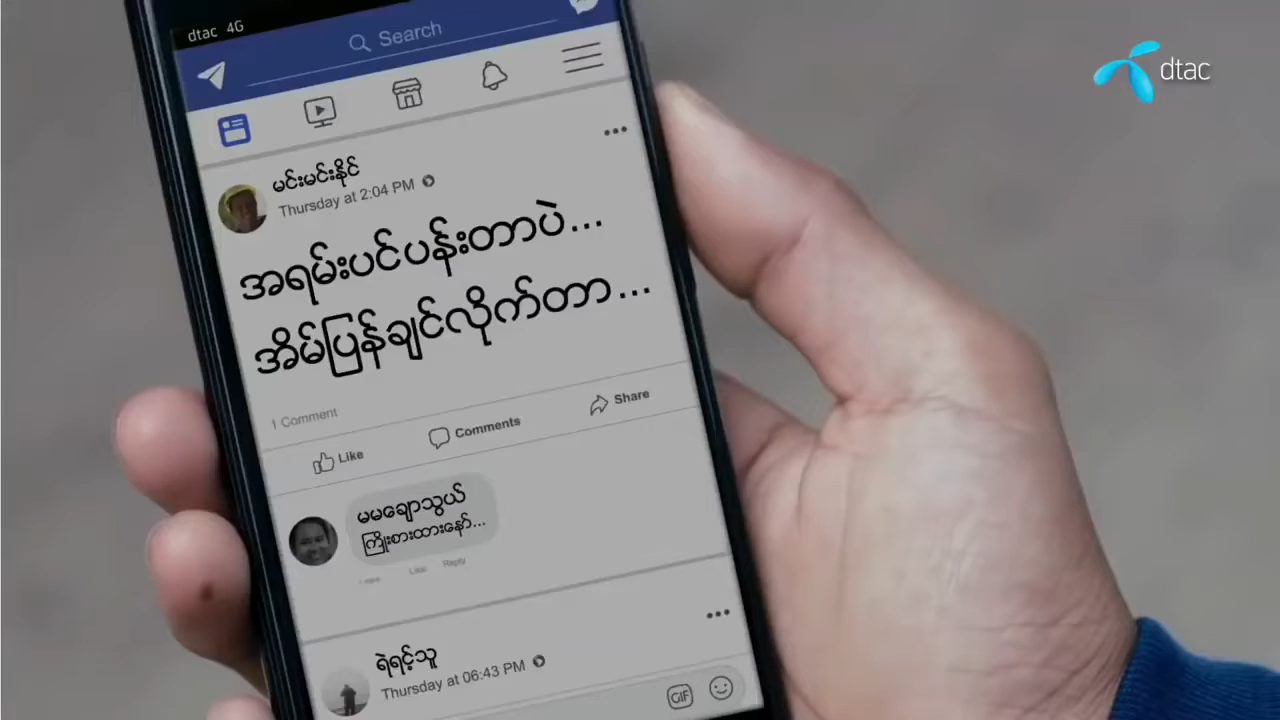 dtac 4G
Search
dtac
မင်းမင်းနိုင်
Thursday at 2:04 PM
အရမ်းပင်ပန်းတာပဲ...
အိမ်ပြန်ချင်လိုက်တာ...
1 Comment
Like Comments Share
မမချောသွယ်
ကြိုးစားထားနော်...
Like Reply
ရဲရင့်သူ
Thursday at 06:43 PM
GIF